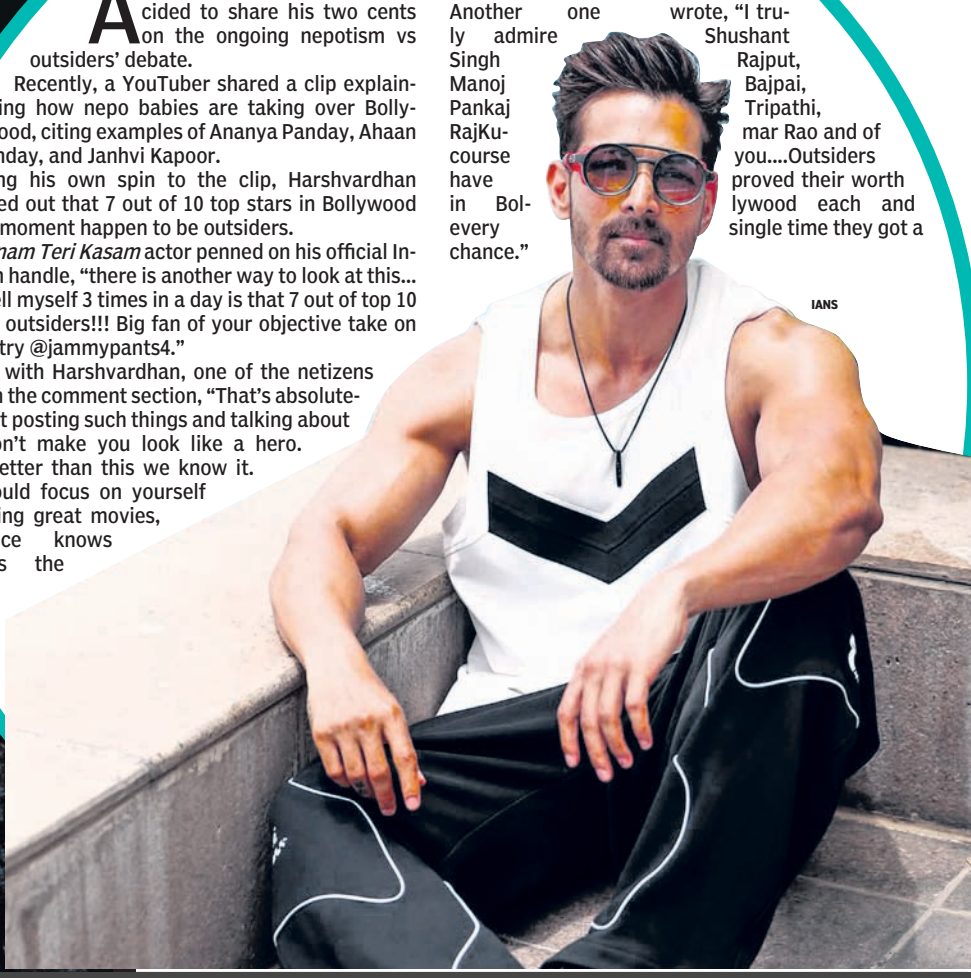 Acided to share his two cents
on the ongoing nepotism vs
outsiders’ debate.
Recently, a YouTuber shared a clip explain-
ing how nepo babies are taking over Bolly-
ood, citing examples of Ananya Panday, Ahaan
nday, and Janhvi Kapoor.
ng his own spin to the clip, Harshvardhan
ed out that 7 out of 10 top stars in Bollywood
moment happen to be outsiders.
nam Teri Kasam actor penned on his official In-
n handle, “there is another way to look at this...
ell myself 3 times in a day is that 7 out of top 10
outsiders!!! Big fan of your objective take on
try @jammypants4.”
with Harshvardhan, one of the netizens
n the comment section, “That’s absolute-
t posting such things and talking about
on’t make you look like a hero.
etter than this we know it.
ould focus on yourself
ing great movies,
ce knows
s the
Another one wrote, “I tru-
ly admire Shushant
Singh Rajput,
Manoj Bajpai,
Pankaj Tripathi,
RajKu- mar Rao and of
course you....Outsiders
have proved their worth
in Bol- lywood each and
every single time they got a
chance.”
IANS